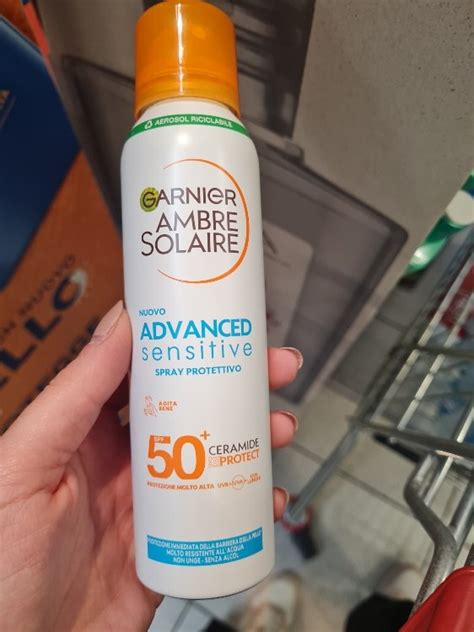 AEROSOL RICICLABILE
GARNIER
AMBRE
SOLAIRE
NUOVO
ADVANCED
sensitive
SPRAY PROTETTIVO
AGITA
BENE
SPF
50+
CERAMIDE
PROTECT
PROTEZIONE MOLTO ALTA
PROTEZIONE IMMEDIATA DELLA BARRIERA DELLA PELLE
MOLTO RESISTENTE ALL'ACQUA
NON UNGE - SENZA ALCOL
NUOVO